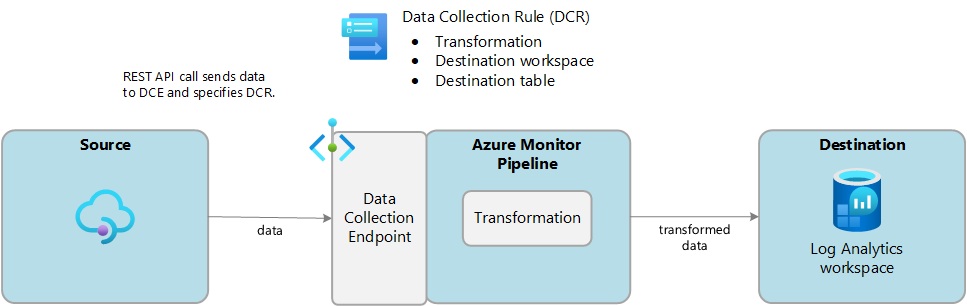 Data Collection Rule (DCR)
• Transformation
• Destination workspace
• Destination table
REST API call sends data
to DCE and specifies DCR.
Source
data
Data
Collection
Endpoint
Azure Monitor
Pipeline
Transformation
transformed
data
Destination
Log Analytics
workspace